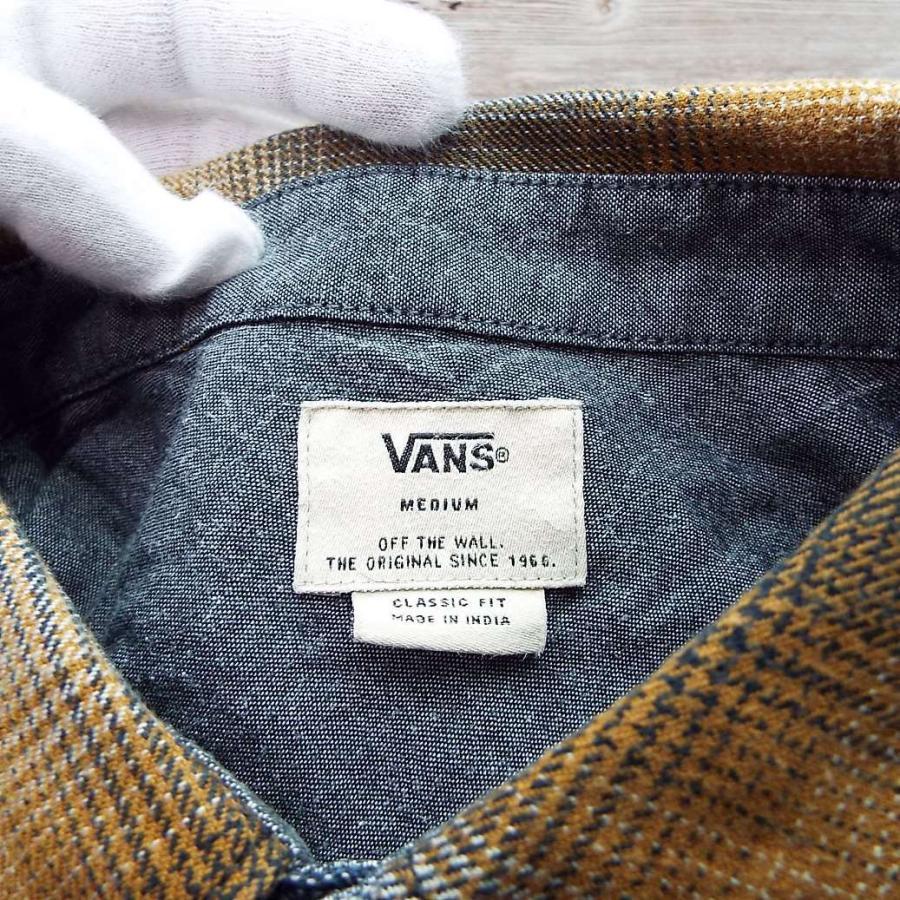 VANS®
MEDIUM
OFF THE WALL.
THE ORIGINAL SINCE 1966.
CLASSIC FIT
MADE IN INDIA